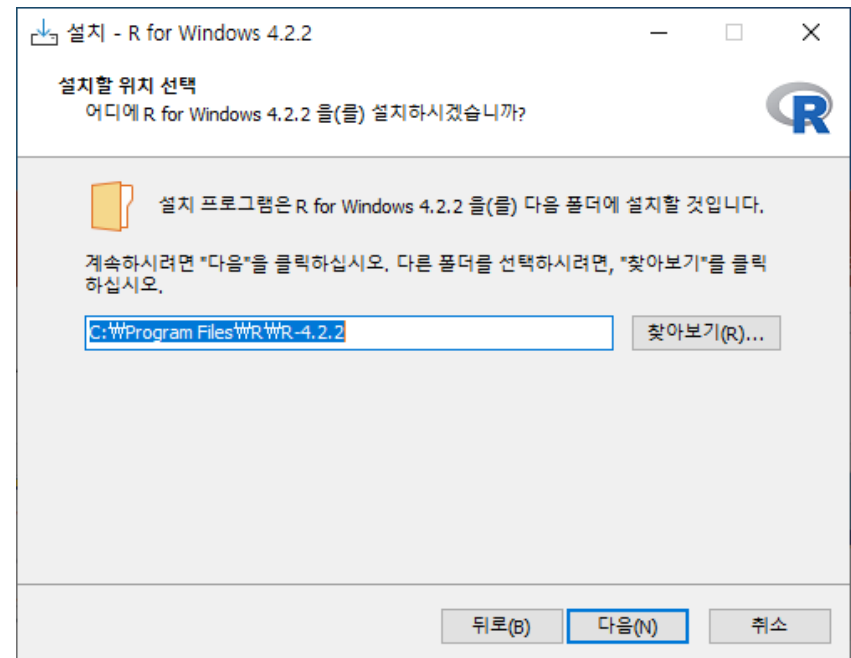 설치 - R for Windows 4.2.2
설치할 위치 선택
어디에 R for Windows 4.2.2 을(를) 설치하시겠습니까?
R
설치 프로그램은 R for Windows 4.2.2 을(를) 다음 폴더에 설치할 것입니다.
계속하시려면 "다음"을 클릭하십시오. 다른 폴더를 선택하시려면, "찾아보기"를 클릭
하십시오.
C:₩Program Files₩R₩R-4.2.2
찾아보기(R)...
뒤로(B)
다음(N)
취소